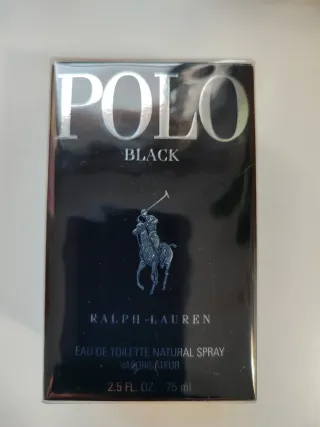 POLO
BLACK
RALPH LAUREN
EAU DE TOILETTE NATURAL SPRAY
VAPORISATEUR
2.5 FL. OZ. 75 ml